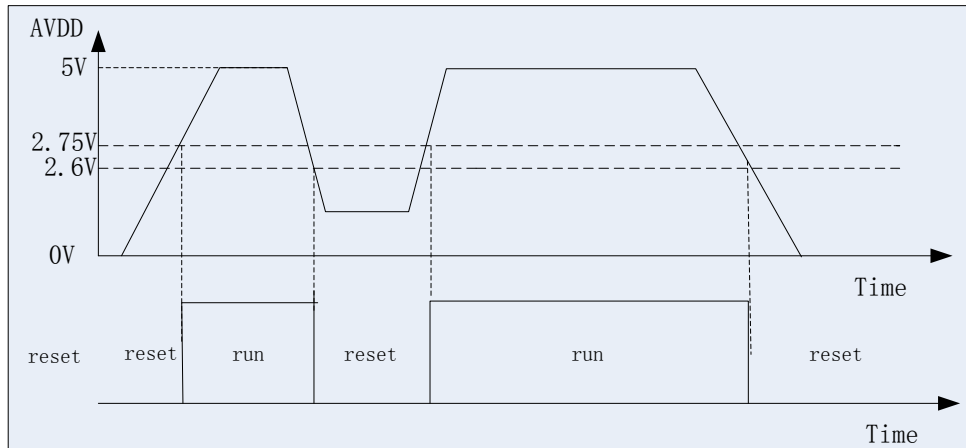 AVDD
5V
2.75V
2.6V
0V
Time
reset reset run reset run reset
Time